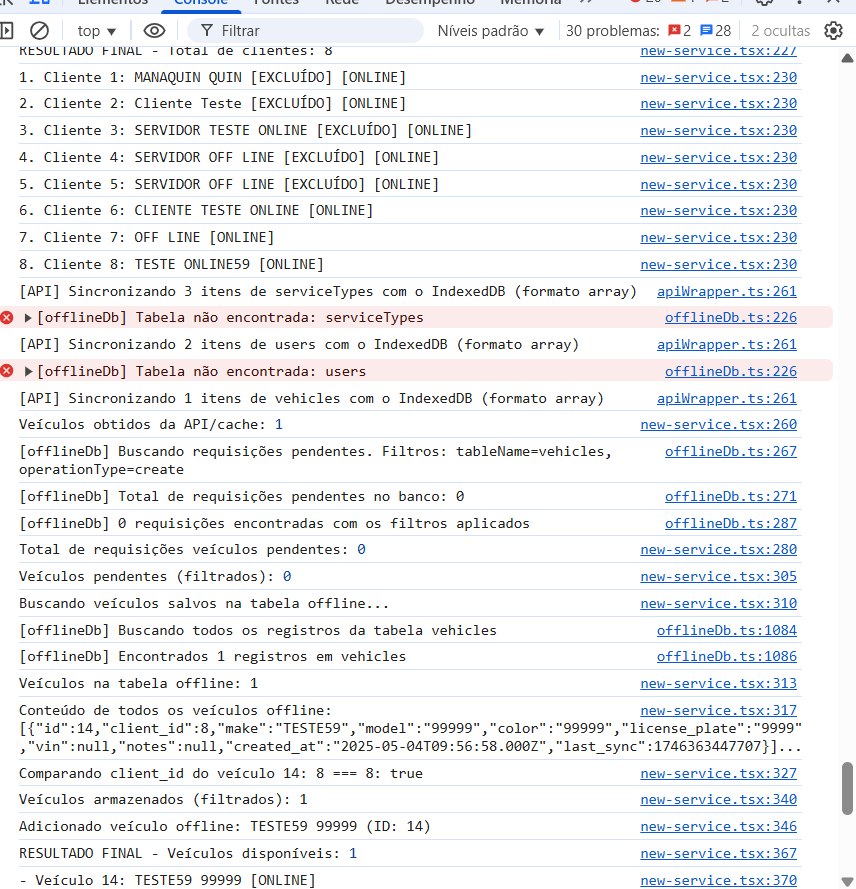 Elementos Console Fontes Rede Desempenho Memória
top Filtrar Níveis padrão 30 problemas: 2 28 2 ocultas
RESULTADO FINAL - Total de clientes: 8 new-service.tsx:227
1. Cliente 1: MANAQUIN QUIN [EXCLUÍDO] [ONLINE] new-service.tsx:230
2. Cliente 2: Cliente Teste [EXCLUÍDO] [ONLINE] new-service.tsx:230
3. Cliente 3: SERVIDOR TESTE ONLINE [EXCLUÍDO] [ONLINE] new-service.tsx:230
4. Cliente 4: SERVIDOR OFF LINE [EXCLUÍDO] [ONLINE] new-service.tsx:230
5. Cliente 5: SERVIDOR OFF LINE [EXCLUÍDO] [ONLINE] new-service.tsx:230
6. Cliente 6: CLIENTE TESTE ONLINE [ONLINE] new-service.tsx:230
7. Cliente 7: OFF LINE [ONLINE] new-service.tsx:230
8. Cliente 8: TESTE ONLINE59 [ONLINE] new-service.tsx:230
[API] Sincronizando 3 itens de serviceTypes com o IndexedDB (formato array) apiWrapper.ts:261
[offlineDb] Tabela não encontrada: serviceTypes offlineDb.ts:226
[API] Sincronizando 2 itens de users com o IndexedDB (formato array) apiWrapper.ts:261
[offlineDb] Tabela não encontrada: users offlineDb.ts:226
[API] Sincronizando 1 itens de vehicles com o IndexedDB (formato array) apiWrapper.ts:261
Veículos obtidos da API/cache: 1 new-service.tsx:260
[offlineDb] Buscando requisições pendentes. Filtros: tableName=vehicles, offlineDb.ts:267
operationType=create
[offlineDb] Total de requisições pendentes no banco: 0 offlineDb.ts:271
[offlineDb] 0 requisições encontradas com os filtros aplicados offlineDb.ts:287
Total de requisições veículos pendentes: 0 new-service.tsx:280
Veículos pendentes (filtrados): 0 new-service.tsx:305
Buscando veículos salvos na tabela offline... new-service.tsx:310
[offlineDb] Buscando todos os registros da tabela vehicles offlineDb.ts:1084
[offlineDb] Encontrados 1 registros em vehicles offlineDb.ts:1086
Veículos na tabela offline: 1 new-service.tsx:313
Conteúdo de todos os veículos offline: new-service.tsx:317
[{"id":14,"client_id":8,"make":"TESTE59","model":"99999","color":"99999","license_plate":"9999"
,"vin":null,"notes":null,"created_at":"2025-05-04T09:56:58.000Z","last_sync":1746363447707}]...
Comparando client_id do veículo 14: 8 === 8: true new-service.tsx:327
Veículos armazenados (filtrados): 1 new-service.tsx:340
Adicionado veículo offline: TESTE59 99999 (ID: 14) new-service.tsx:346
RESULTADO FINAL - Veículos disponíveis: 1 new-service.tsx:367
- Veículo 14: TESTE59 99999 [ONLINE] new-service.tsx:370